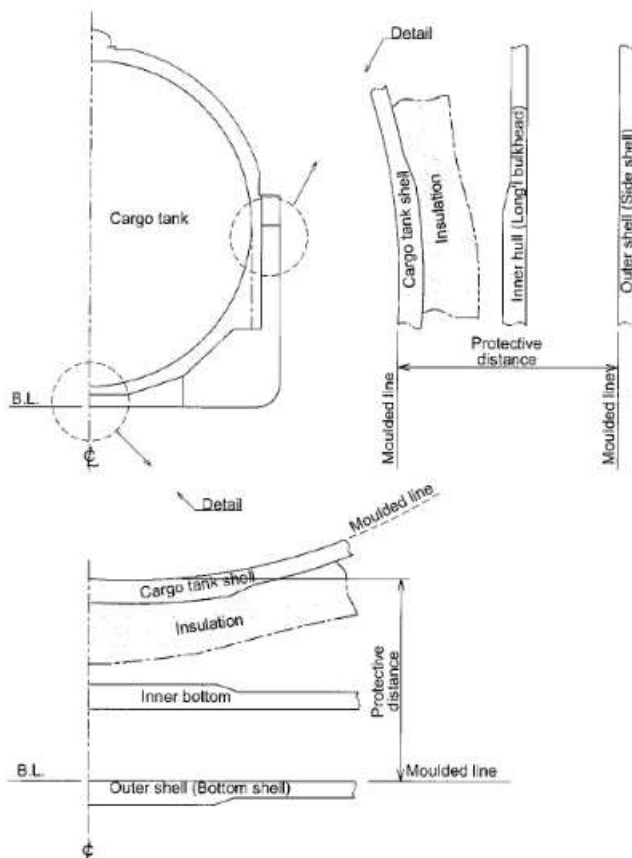 Detail
Cargo tank
Cargo tank shell
Insulation
Inner hull (Long'l bulkhead)
Outer shell (Side shell)
Protective
distance
Moulded line
Moulded line
B.L.
℄
Detail
Moulded line
Cargo tank shell
Insulation
Protective
distance
Inner bottom
B.L.
Moulded line
Outer shell (Bottom shell)
℄